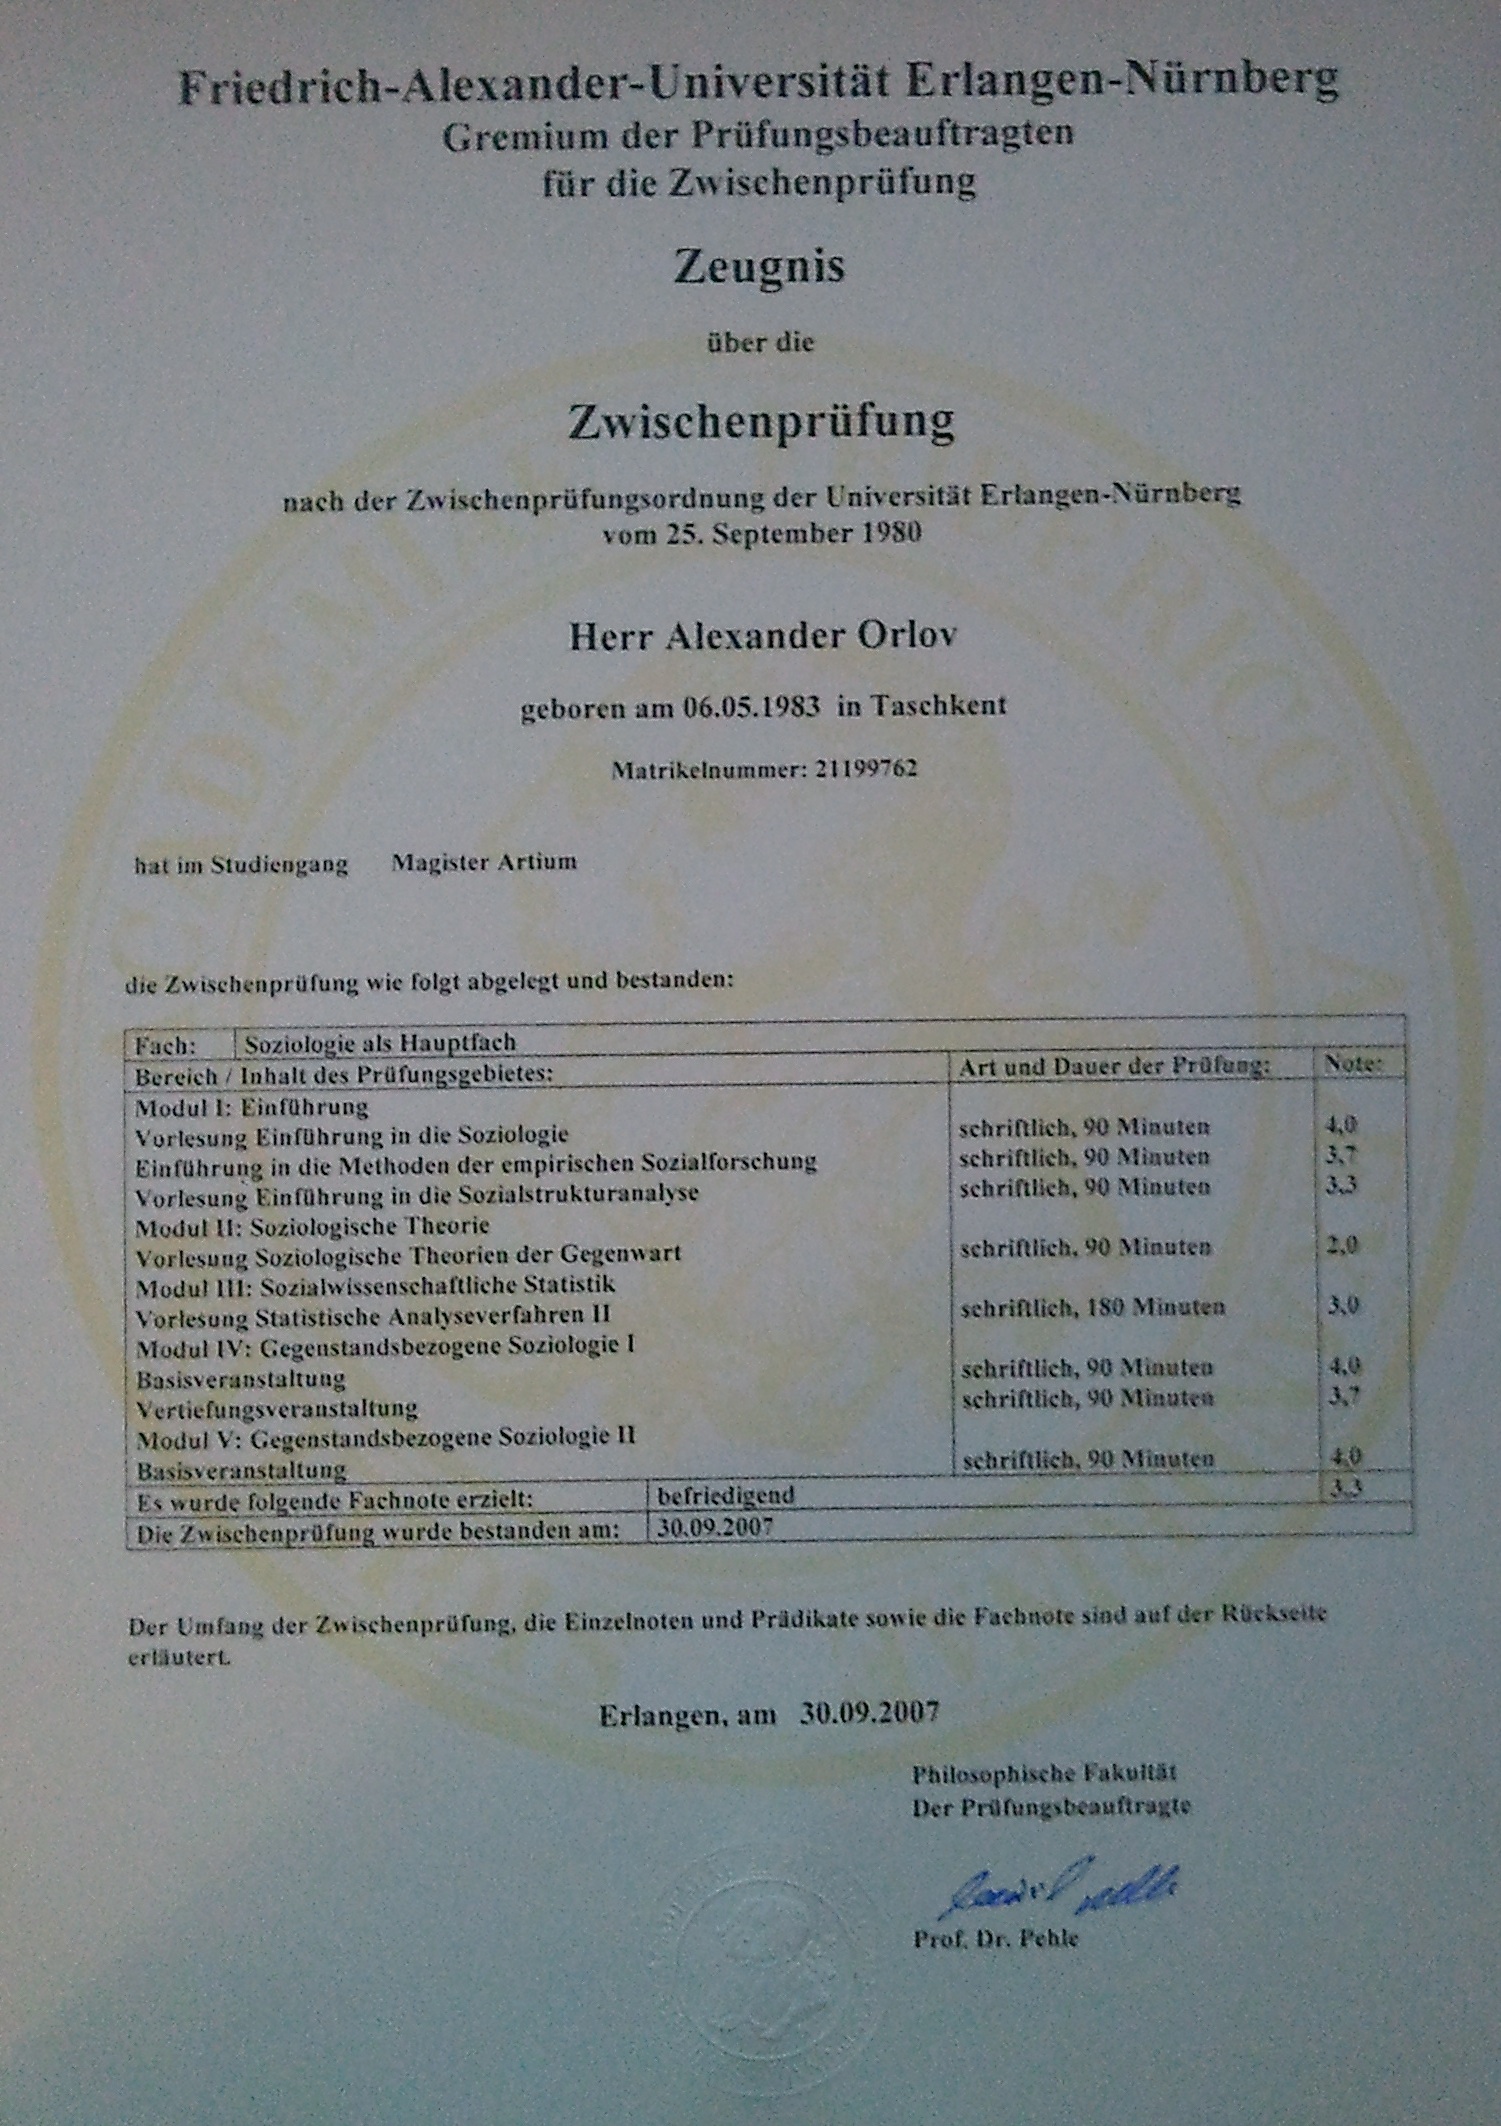 Friedrich-Alexander-Universität Erlangen-Nürnberg
Gremium der Prüfungsbeauftragten
für die Zwischenprüfung
Zeugnis
über die
Zwischenprüfung
nach der Zwischenprüfungsordnung der Universität Erlangen-Nürnberg
vom 25. September 1980
Herr Alexander Orlov
geboren am 06.05.1983 in Taschkent
Matrikelnummer: 21199762
hat im Studiengang Magister Artium
die Zwischenprüfung wie folgt abgelegt und bestanden:
Fach: Soziologie als Hauptfach
Bereich / Inhalt des Prüfungsgebietes: Art und Dauer der Prüfung: Note:
Modul I: Einführung
Vorlesung Einführung in die Soziologie schriftlich, 90 Minuten 4,0
Einführung in die Methoden der empirischen Sozialforschung schriftlich, 90 Minuten 3,7
Vorlesung Einführung in die Sozialstrukturanalyse schriftlich, 90 Minuten 3,3
Modul II: Soziologische Theorie
Vorlesung Soziologische Theorien der Gegenwart schriftlich, 90 Minuten 2,0
Modul III: Sozialwissenschaftliche Statistik
Vorlesung Statistische Analyseverfahren II schriftlich, 180 Minuten 3,0
Modul IV: Gegenstandsbezogene Soziologie I
Basisveranstaltung schriftlich, 90 Minuten 4,0
Vertiefungsveranstaltung schriftlich, 90 Minuten 3,7
Modul V: Gegenstandsbezogene Soziologie II
Basisveranstaltung schriftlich, 90 Minuten 4,0
Es wurde folgende Fachnote erzielt: befriedigend 3,3
Die Zwischenprüfung wurde bestanden am: 30.09.2007
Der Umfang der Zwischenprüfung, die Einzelnoten und Prädikate sowie die Fachnote sind auf der Rückseite
erläutert.
Erlangen, am 30.09.2007
Philosophische Fakultät
Der Prüfungsbeauftragte
Prof. Dr. Pehle